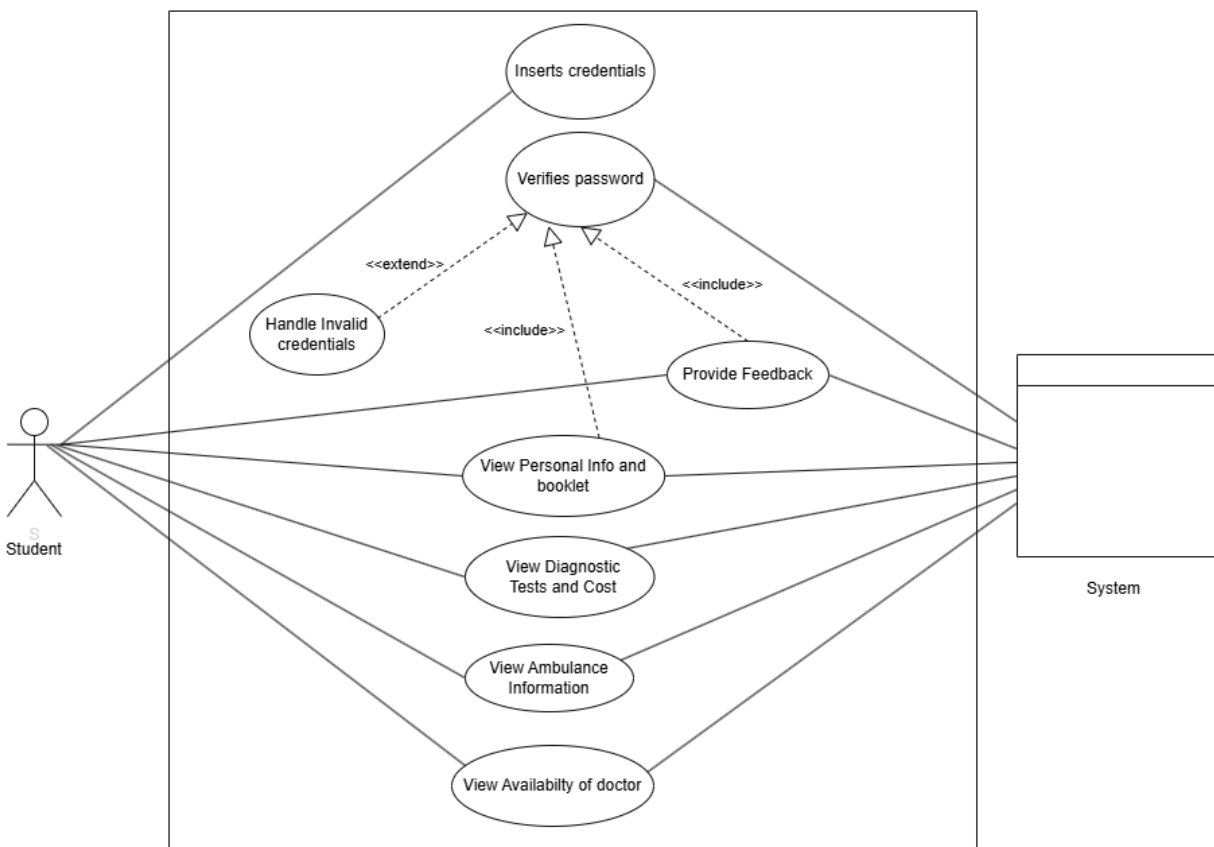 Inserts credentials
Verifies password
<<extend>>
<<include>>
Handle Invalid
credentials
<<include>>
Provide Feedback
View Personal Info and
booklet
S
Student
View Diagnostic
Tests and Cost
System
View Ambulance
Information
View Availabilty of doctor